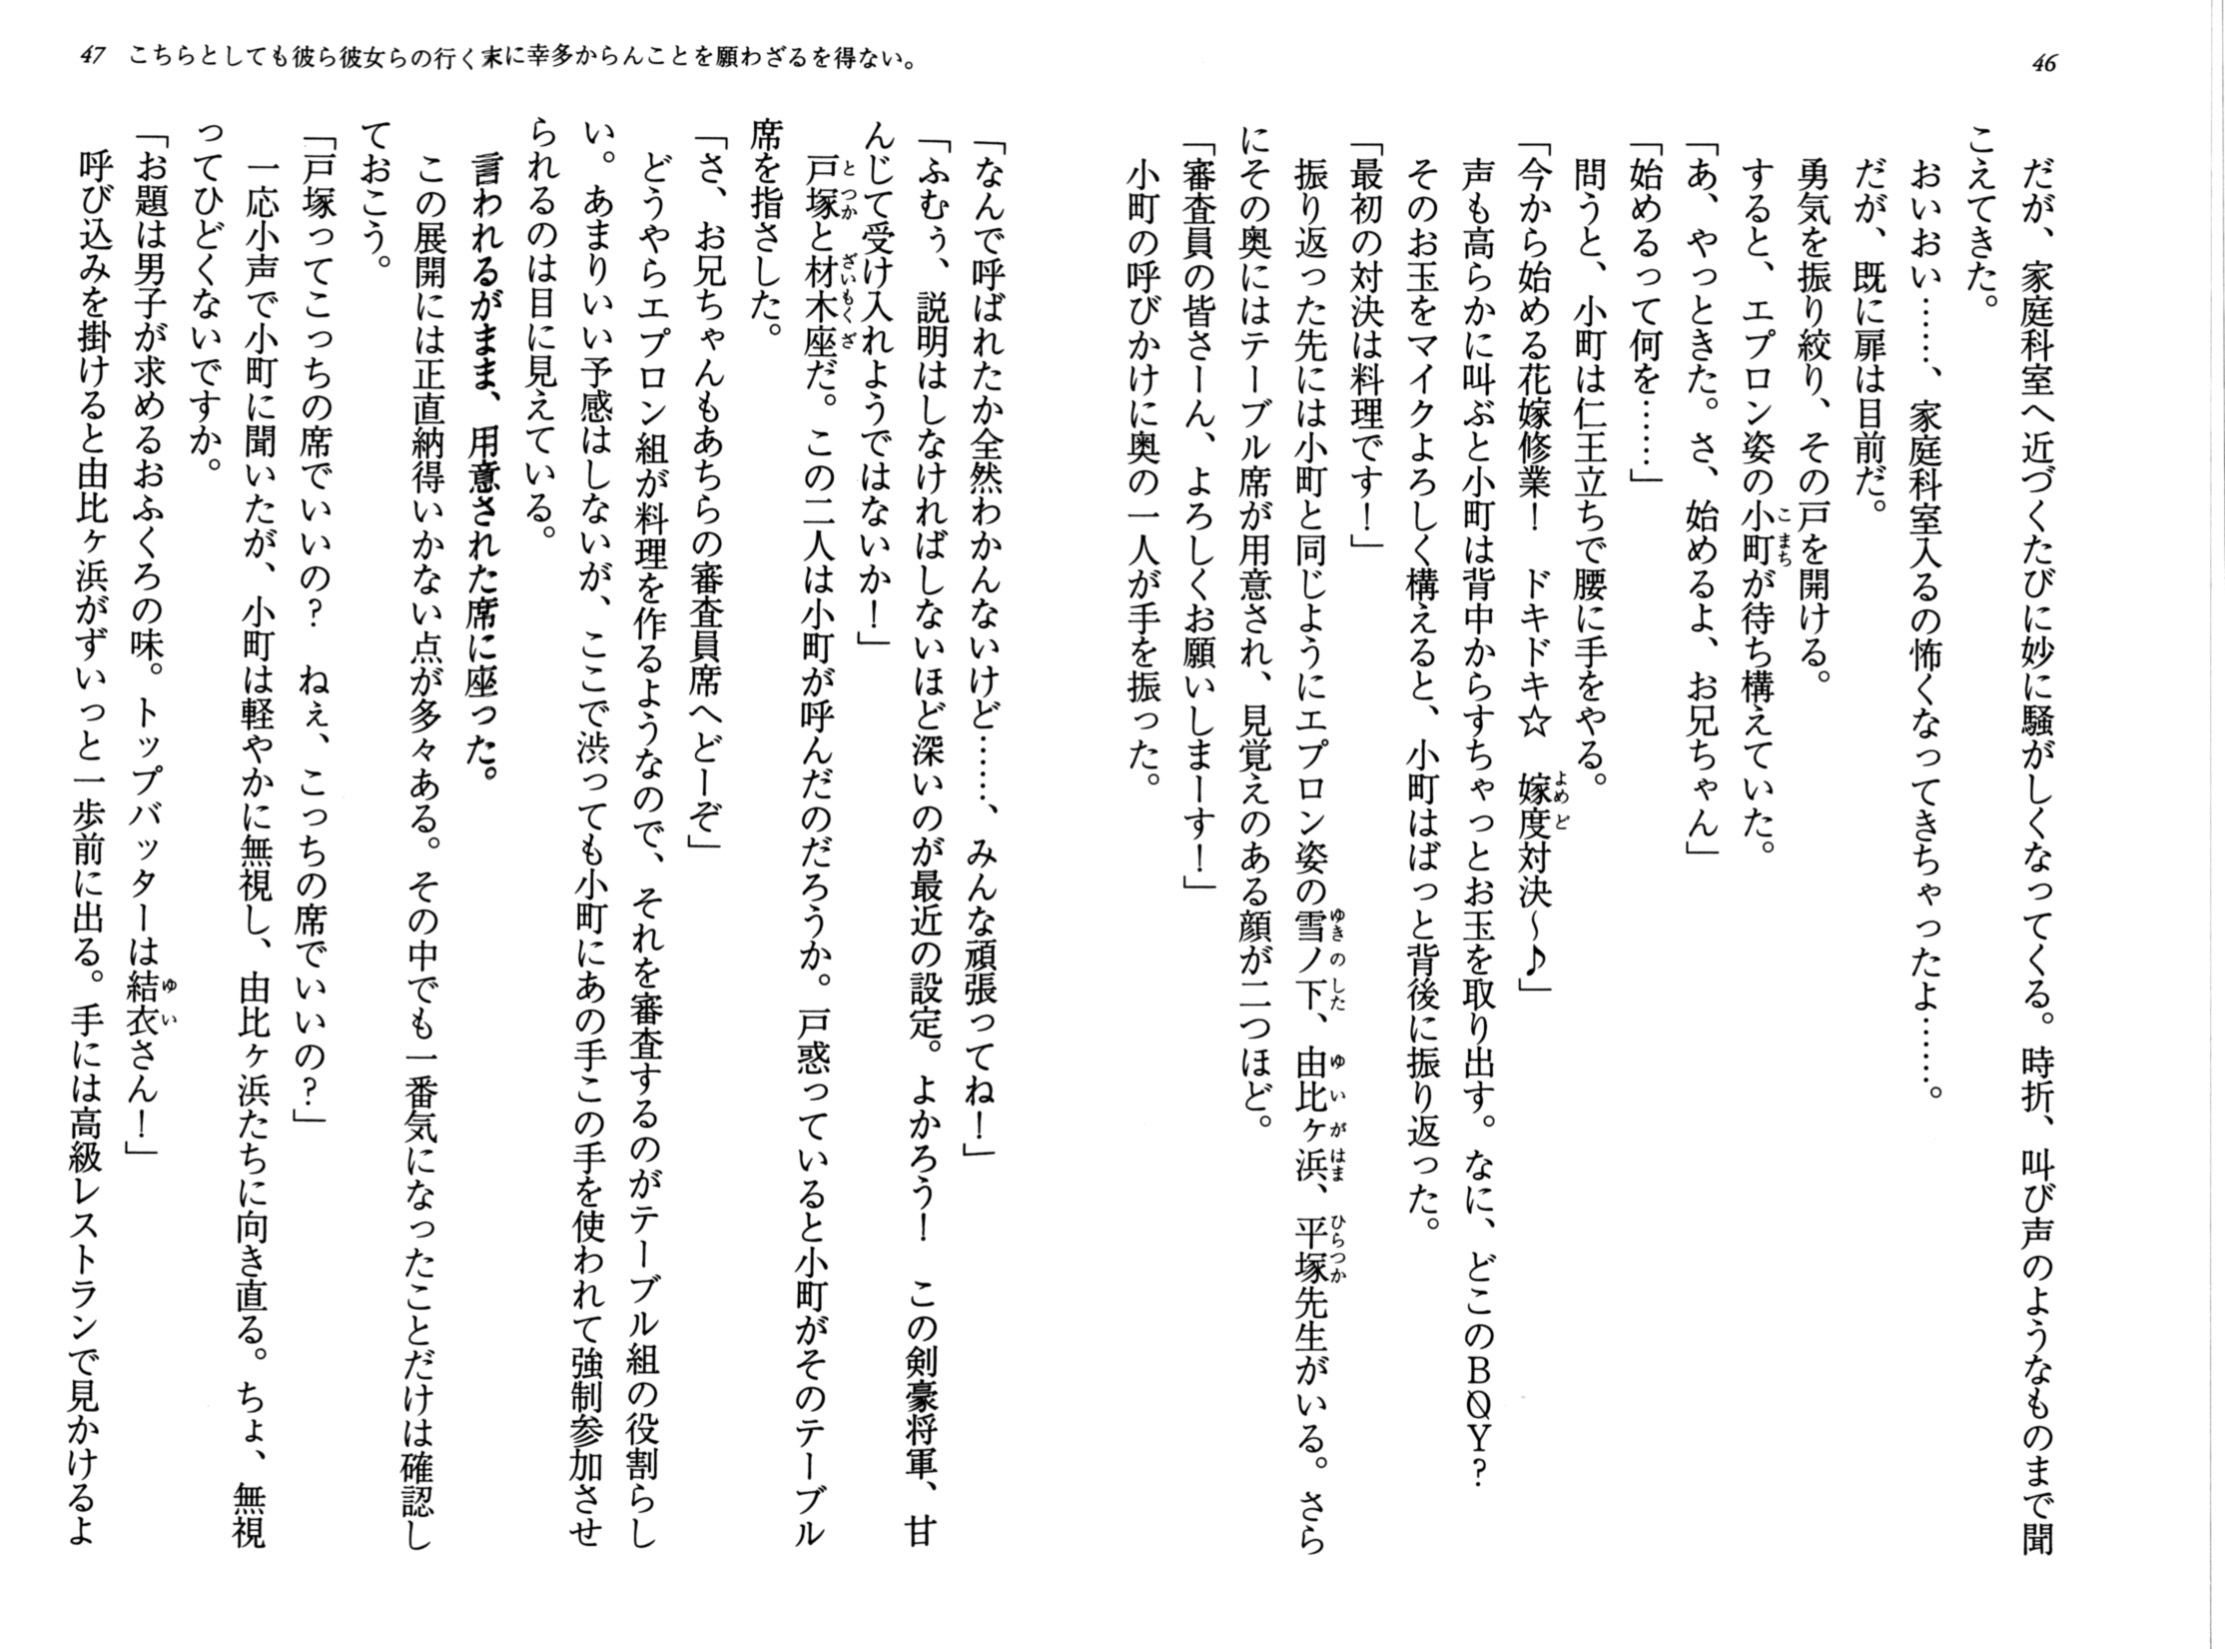 46
だが、家庭科室へ近づくたびに妙に騒がしくなってくる。時折、叫び声のようなものまで聞
こえてきた。
おいおい……、家庭科室入るの怖くなってきちゃったよ……。
だが、既に扉は目前だ。
勇気を振り絞り、その戸を開ける。
すると、エプロン姿の小町が待ち構えていた。
「あ、やっときた。さ、始めるよ、お兄ちゃん」
「始めるって何を……」
問うと、小町は仁王立ちで腰に手をやる。
「今から始める花嫁修業！　ドキドキ☆　嫁度対決～♪」
声も高らかに叫ぶと小町は背中からすちゃっとお玉を取り出す。なに、どこのB○Y？
そのお玉をマイクよろしく構えると、小町はばっと背後に振り返った。
「最初の対決は料理です！」
振り返った先には小町と同じようにエプロン姿の雪ノ下、由比ヶ浜、平塚先生がいる。さら
にその奥にはテーブル席が用意され、見覚えのある顔が二つほど。
「審査員の皆さーん、よろしくお願いしまーす！」
小町の呼びかけに奥の一人が手を振った。
47 こちらとしても彼ら彼女らの行く末に幸多からんことを願わざるを得ない。
「なんで呼ばれたか全然わかんないけど……、みんな頑張ってね！」
「ふむぅ、説明はしなければしないほど深いのが最近の設定。よかろう！　この剣豪将軍、甘
んじて受け入れようではないか！」
戸塚と材木座だ。この二人は小町が呼んだのだろうか。戸惑っていると小町がそのテーブル
席を指さした。
「さ、お兄ちゃんもあちらの審査員席へどーぞ」
どうやらエプロン組が料理を作るようなので、それを審査するのがテーブル組の役割らし
い。あまりいい予感はしないが、ここで渋っても小町にあの手この手を使われて強制参加させ
られるのは目に見えている。
言われるがまま、用意された席に座った。
この展開には正直納得いかない点が多々ある。その中でも一番気になったことだけは確認し
ておこう。
「戸塚ってこっちの席でいいの？　ねぇ、こっちの席でいいの？」
一応小声で小町に聞いたが、小町は軽やかに無視し、由比ヶ浜たちに向き直る。ちょ、無視
ってひどくないですか。
「お題は男子が求めるおふくろの味。トップバッターは結衣さん！」
呼び込みを掛けると由比ヶ浜がずいっと一歩前に出る。手には高級レストランで見かけるよ